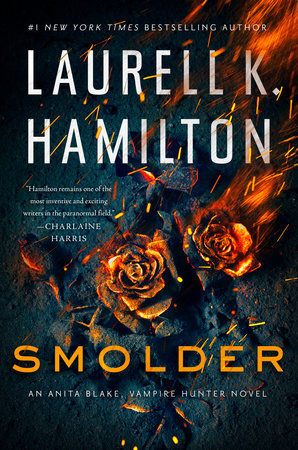 #1 NEW YORK TIMES BESTSELLING AUTHOR
LAURELL K.
HAMILTON
"Hamilton remains one of the
most inventive and exciting
writers in the paranormal field."
—CHARLAINE
HARRIS
SMOLDER
AN ANITA BLAKE, VAMPIRE HUNTER NOVEL